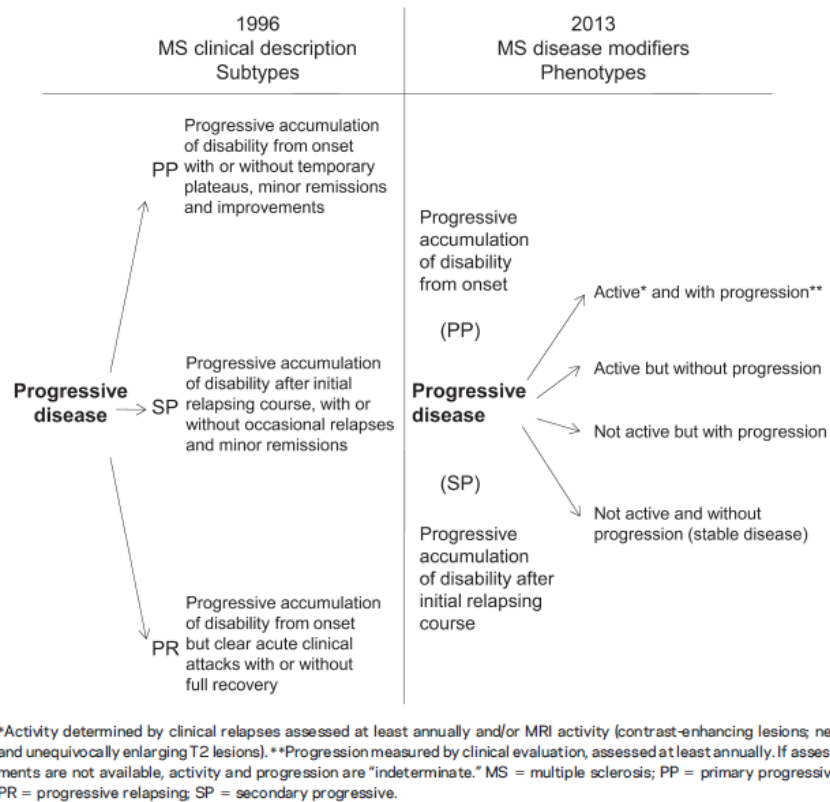 1996
MS clinical description
Subtypes
2013
MS disease modifiers
Phenotypes
Progressive disease
PP
Progressive accumulation
of disability from onset
with or without temporary
plateaus, minor remissions
and improvements
SP
Progressive accumulation
of disability after initial
relapsing course, with or
without occasional relapses
and minor remissions
PR
Progressive accumulation
of disability from onset
but clear acute clinical
attacks with or without
full recovery
Progressive
accumulation
of disability
from onset
(PP)
Progressive
disease
(SP)
Progressive
accumulation
of disability after
initial relapsing
course
Active* and with progression**
Active but without progression
Not active but with progression
Not active and without
progression (stable disease)
*Activity determined by clinical relapses assessed at least annually and/or MRI activity (contrast-enhancing lesions; ne
and unequivocally enlarging T2 lesions). **Progression measured by clinical evaluation, assessed at least annually. If asses
ments are not available, activity and progression are "indeterminate." MS = multiple sclerosis; PP = primary progressiv
PR = progressive relapsing; SP = secondary progressive.